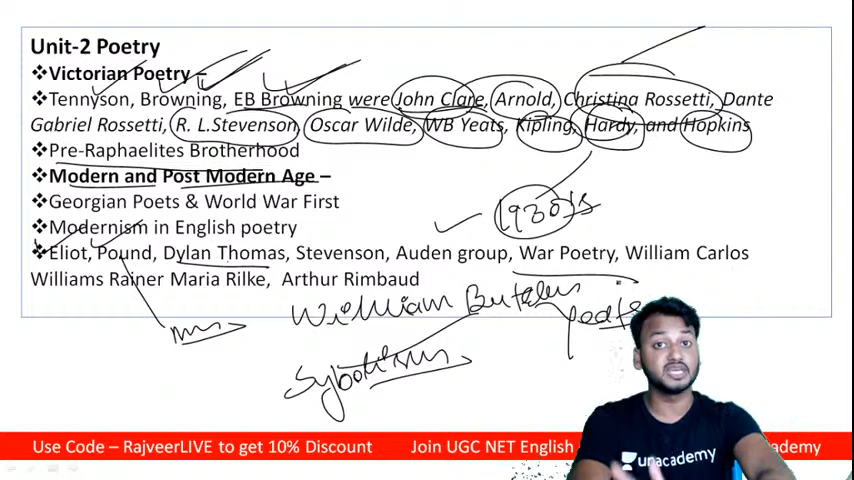 Unit-2 Poetry
❖Victorian Poetry –
❖Tennyson, Browning, EB Browning were John Clare, Arnold, Christina Rossetti, Dante
Gabriel Rossetti, R. L.Stevenson, Oscar Wilde, WB Yeats, Kipling, Hardy, and Hopkins
❖Pre-Raphaelites Brotherhood
❖Modern and Post Modern Age –
❖Georgian Poets & World War First
1930's
❖Modernism in English poetry
❖Eliot, Pound, Dylan Thomas, Stevenson, Auden group, War Poetry, William Carlos
Williams Rainer Maria Rilke, Arthur Rimbaud
William
Use Code – RajveerLIVE to get 10% Discount Join UGC NET English
unacademy